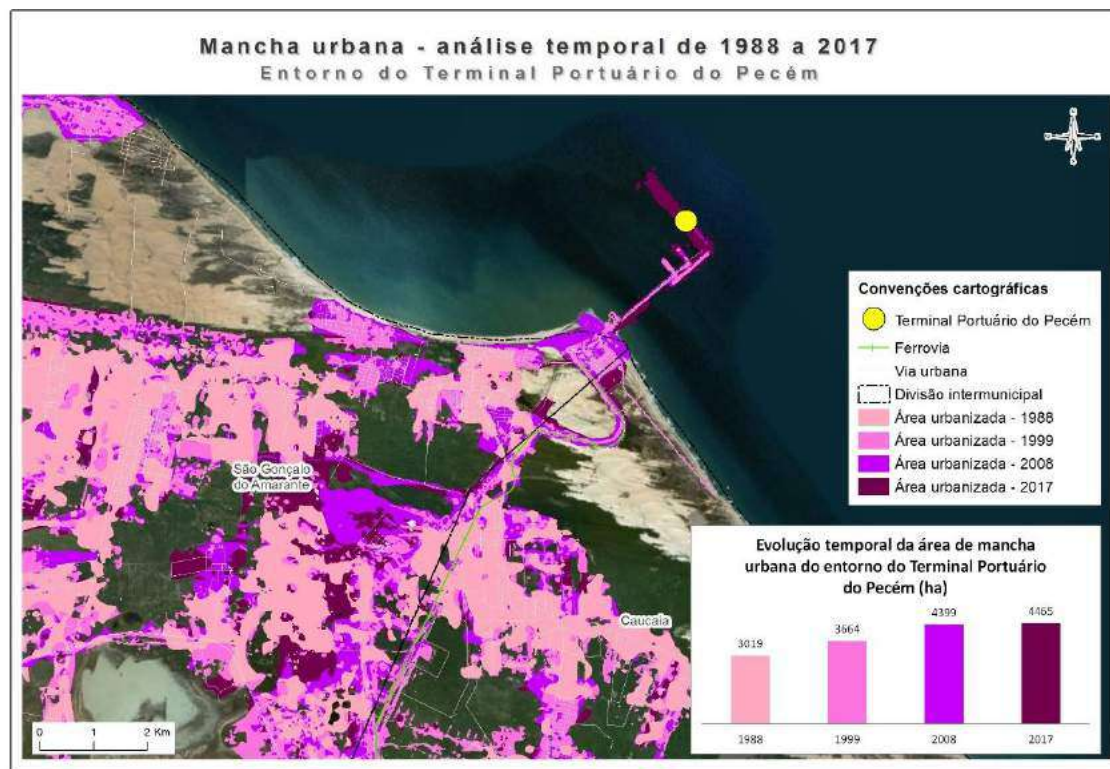 Mancha urbana - análise temporal de 1988 a 2017
Entorno do Terminal Portuário do Pecém
São Gonçalo
do Amarante
Caucaia
0 1 2 Km
Convenções cartográficas
Terminal Portuário do Pecém
Ferrovia
Via urbana
Divisão intermunicipal
Área urbanizada - 1988
Área urbanizada - 1999
Área urbanizada - 2008
Área urbanizada - 2017
Evolução temporal da área de mancha
urbana do entorno do Terminal Portuário
do Pecém (ha)
3019 3664 4399 4465
1988 1999 2008 2017